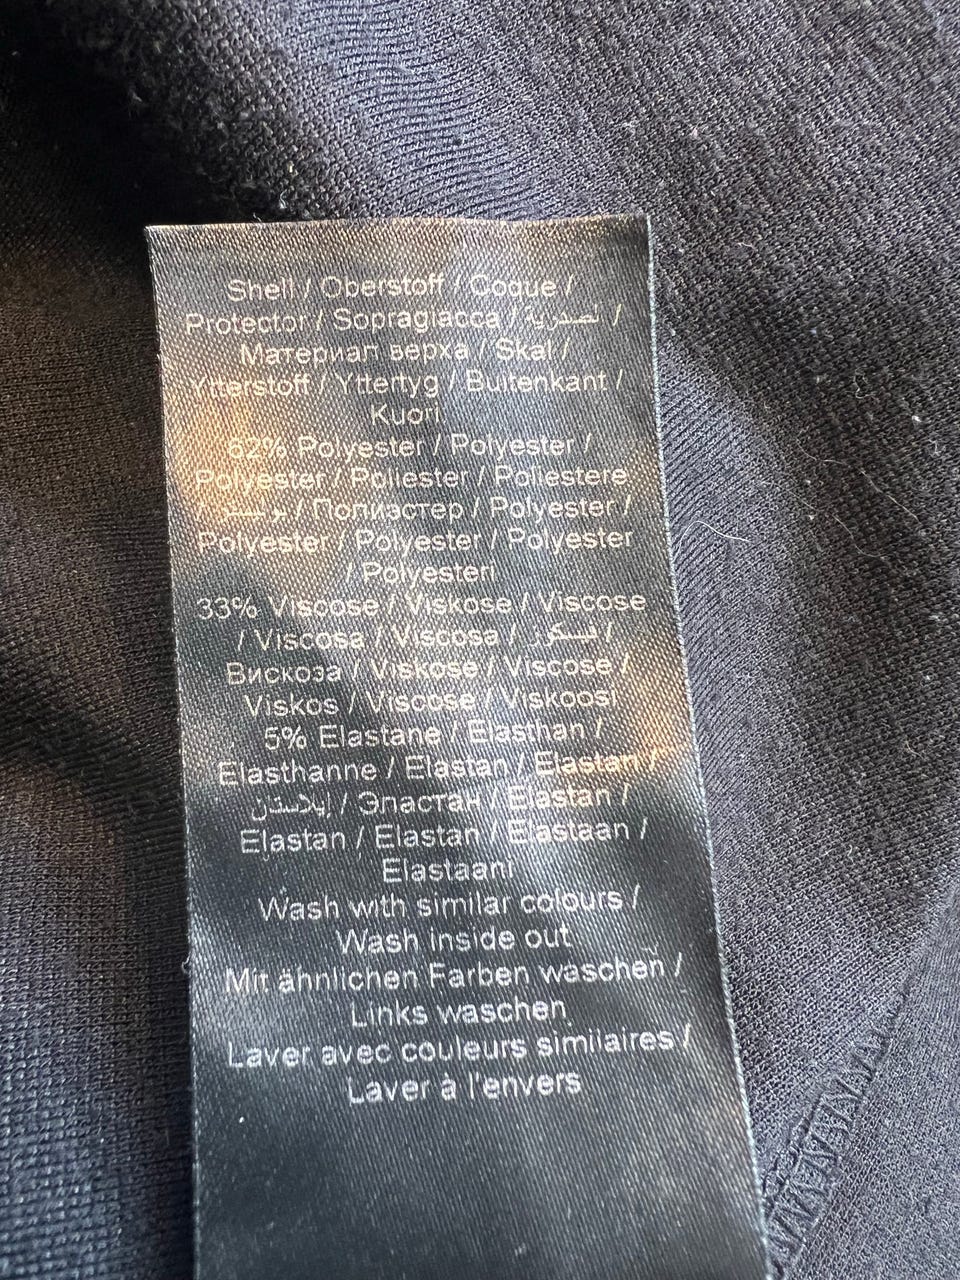 Shell / Oberstoff / Coque /
Protector / Sopragiacca / الصدرية /
Материал верха / Skal /
Ytterstoff / Yttertyg / Buitenkant /
Kuori
62% Polyester / Polyester /
Polyester / Poliester / Poliestere
/ Полиэстер / Polyester /
Polyester / Polyester / Polyester
/ Polyesteri
33% Viscose / Viskose / Viscose
/ Viscosa / Viscosa / فسكوز /
Вискоза / Viskose / Viscose /
Viskos / Viscose / Viskoosi
5% Elastane / Elasthan /
Elasthanne / Elastan / Elastan /
إيلاستان / Эластан / Elastan /
Elastan / Elastan / Elastaan /
Elastaani
Wash with similar colours /
Wash inside out
Mit ähnlichen Farben waschen /
Links waschen
Laver avec couleurs similaires /
Laver à l'envers